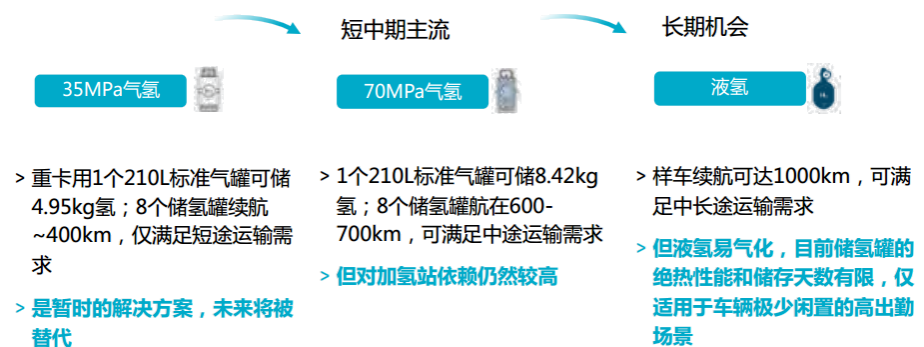 短中期主流
长期机会
35MPa气氢
70MPa气氢
液氢
> 重卡用1个210L标准气罐可储
4.95kg氢；8个储氢罐续航
~400km，仅满足短途运输需
求
> 是暂时的解决方案，未来将被
替代
> 1个210L标准气罐可储8.42kg
氢；8个储氢罐航在600-
700km，可满足中途运输需求
> 但对加氢站依赖仍然较高
> 样车续航可达1000km，可满
足中长途运输需求
> 但液氢易气化，目前储氢罐的
绝热性能和储存天数有限，仅
适用于车辆极少闲置的高出勤
场景